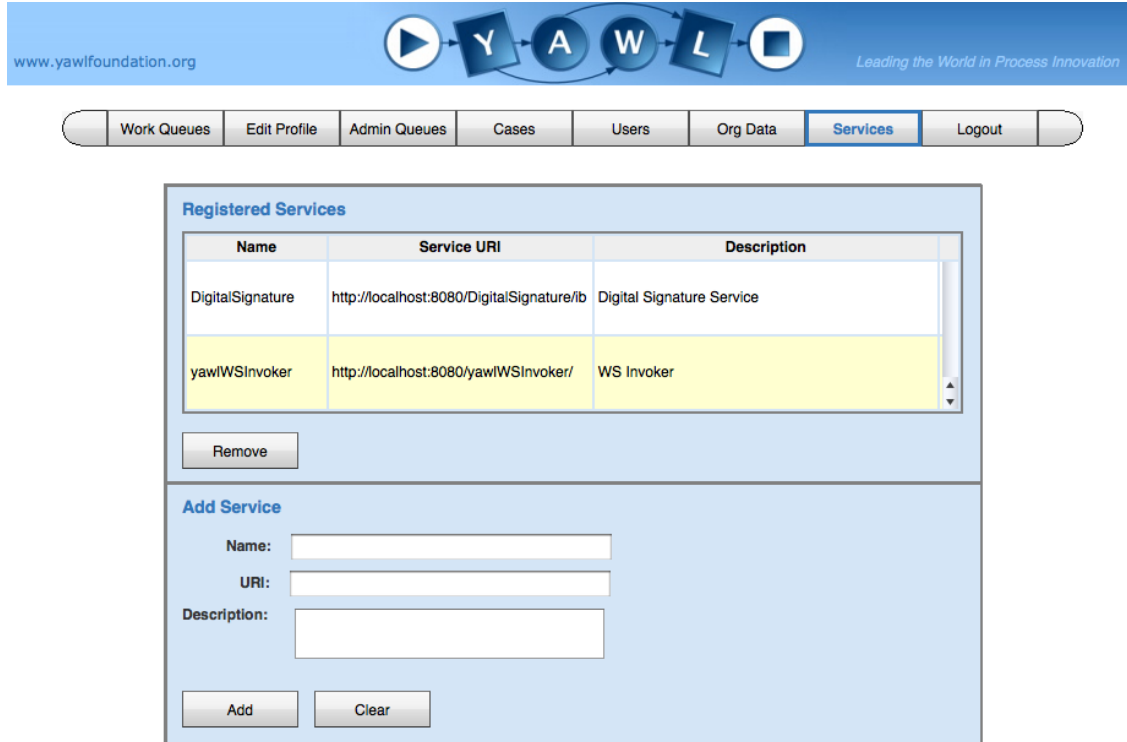 YAWL
www.yawlfoundation.org
Leading the World in Process Innovation
Work Queues Edit Profile Admin Queues Cases Users Org Data Services Logout
Registered Services
Name Service URI Description
DigitalSignature http://localhost:8080/DigitalSignature/ib Digital Signature Service
yawlWSInvoker http://localhost:8080/yawlWSInvoker/ WS Invoker
Remove
Add Service
Name:
URI:
Description:
Add Clear